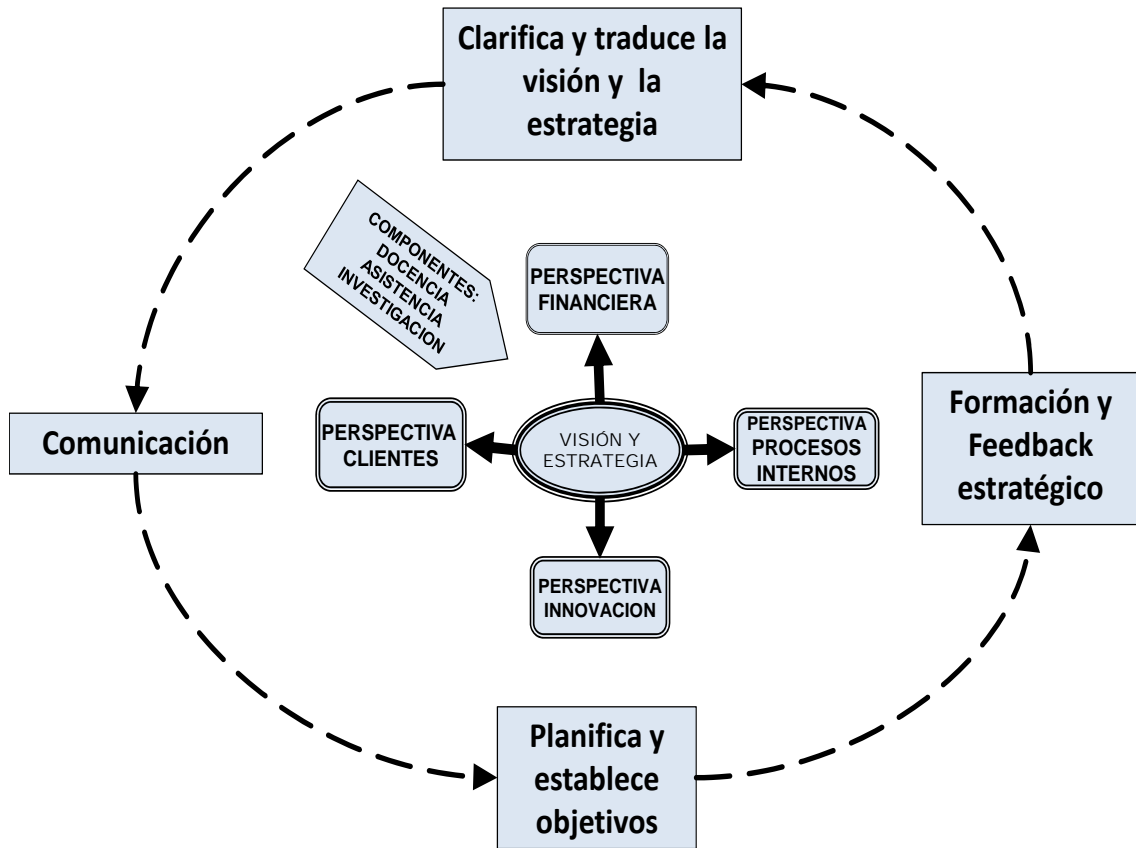 Clarifica y traduce la
visión y la
estrategia
COMPONENTES:
DOCENCIA
ASISTENCIA
INVESTIGACION
PERSPECTIVA
FINANCIERA
Comunicación
PERSPECTIVA
CLIENTES
VISIÓN Y
ESTRATEGIA
PERSPECTIVA
PROCESOS
INTERNOS
Formación y
Feedback
estratégico
PERSPECTIVA
INNOVACION
Planifica y
establece
objetivos